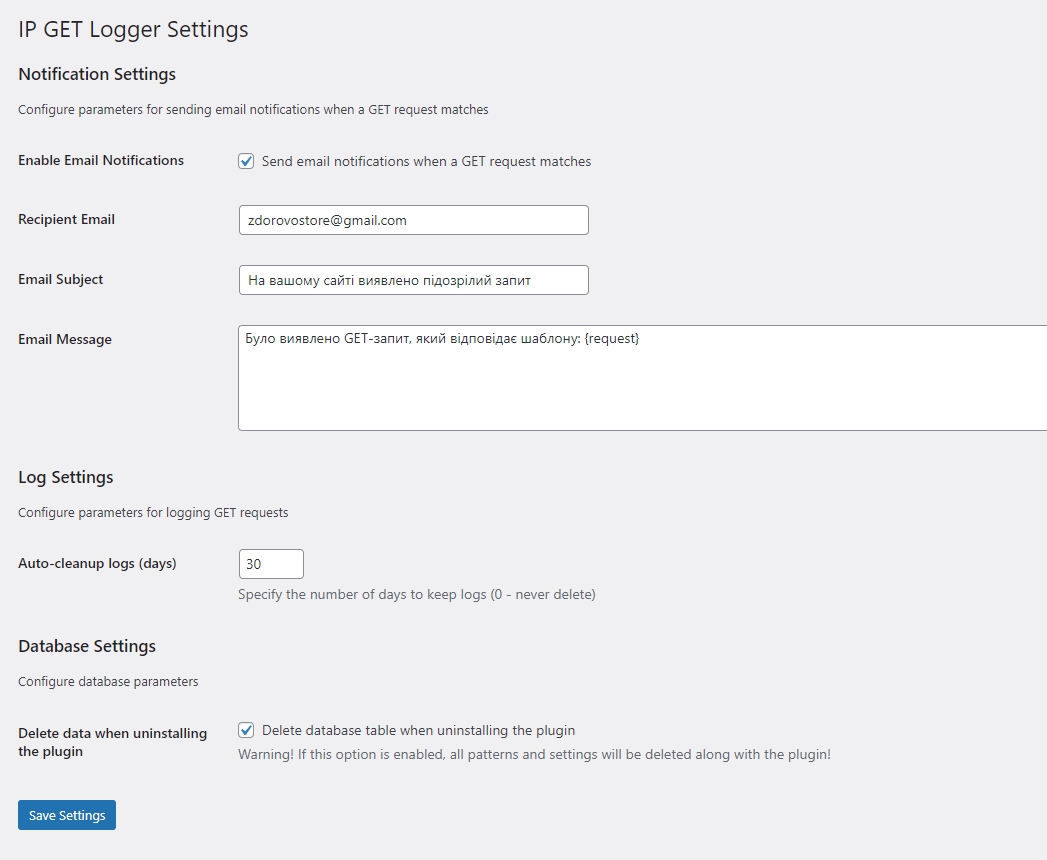 IP GET Logger Settings
Notification Settings
Configure parameters for sending email notifications when a GET request matches
Enable Email Notifications
Send email notifications when a GET request matches
Recipient Email
zdorovostore@gmail.com
Email Subject
На вашому сайті виявлено підозрілий запит
Email Message
Було виявлено GET-запит, який відповідає шаблону: {request}
Log Settings
Configure parameters for logging GET requests
Auto-cleanup logs (days)
30
Specify the number of days to keep logs (0 - never delete)
Database Settings
Configure database parameters
Delete data when uninstalling
the plugin
Delete database table when uninstalling the plugin
Warning! If this option is enabled, all patterns and settings will be deleted along with the plugin!
Save Settings